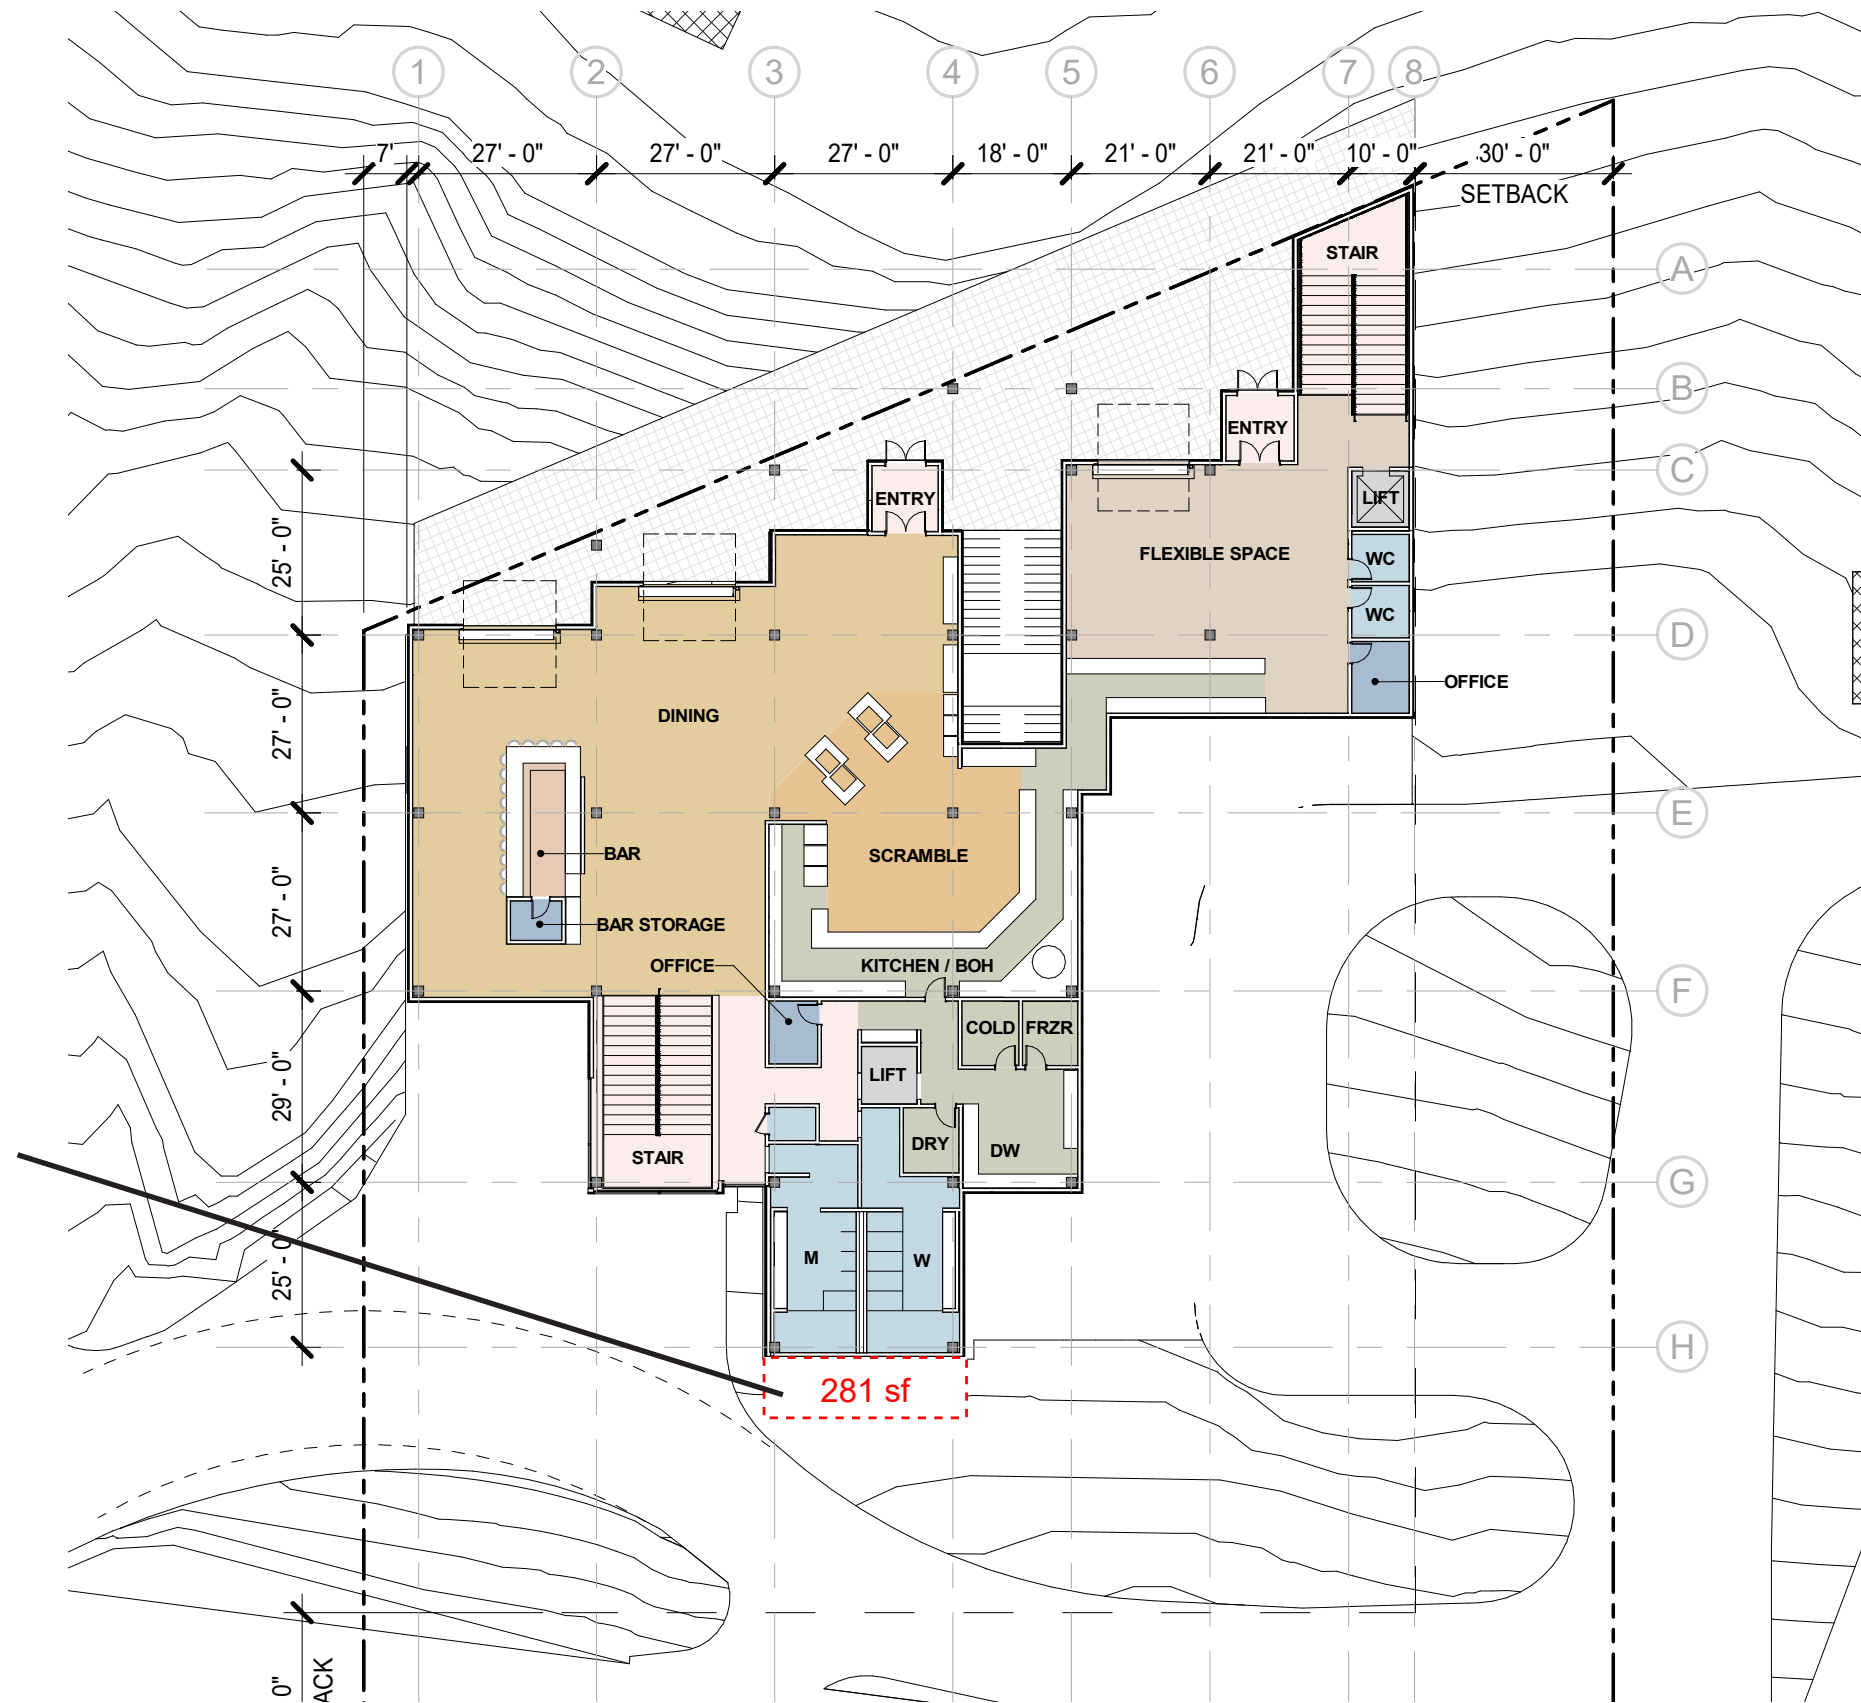 1 2 3 4 5 6 7 8
7' 27' - 0" 27' - 0" 27' - 0" 18' - 0" 21' - 0" 21' - 0" 10' - 0" 30' - 0"
SETBACK
STAIR
A
B
ENTRY
C
ENTRY
LIFT
25' - 0"
FLEXIBLE SPACE
WC
WC
D
OFFICE
27' - 0"
DINING
E
BAR
SCRAMBLE
27' - 0"
BAR STORAGE
OFFICE
KITCHEN / BOH
F
COLD FRZR
29' - 0"
LIFT
DRY
DW
STAIR
G
25' - 0"
M
W
H
281 sf
0"
ACK